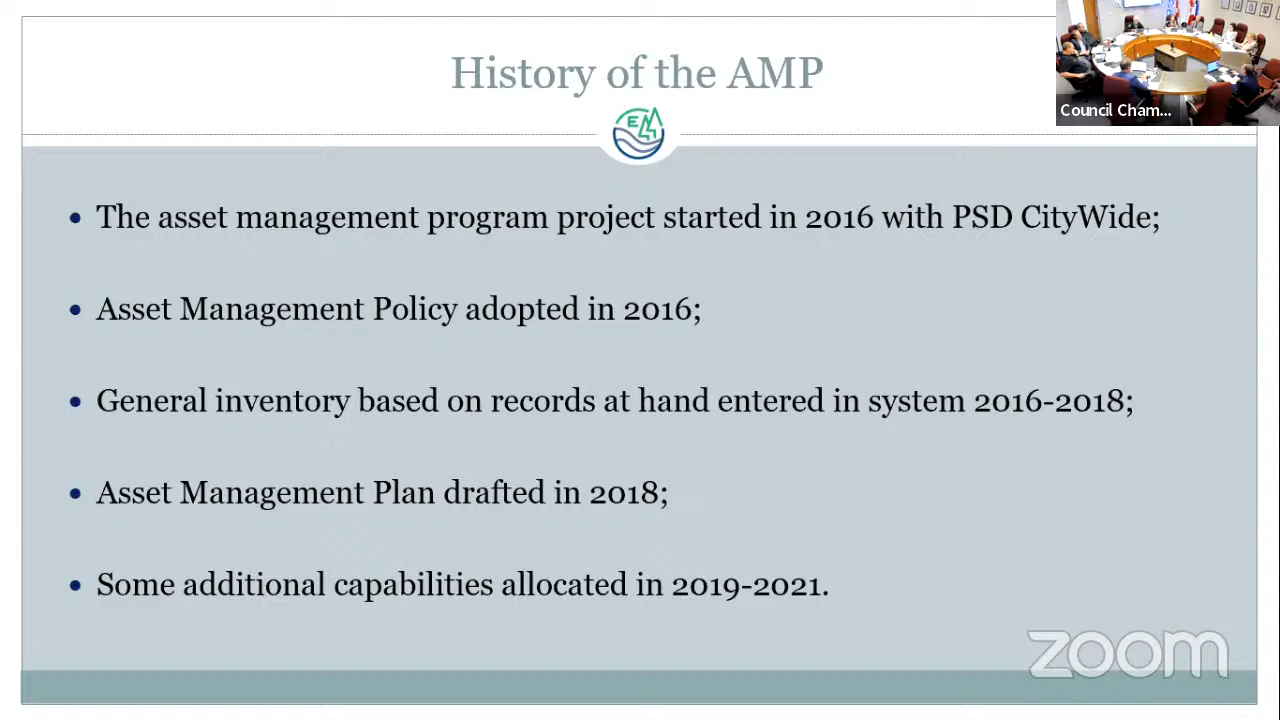 History of the AMP
Council Cham...
E
• The asset management program project started in 2016 with PSD CityWide;
• Asset Management Policy adopted in 2016;
• General inventory based on records at hand entered in system 2016-2018;
• Asset Management Plan drafted in 2018;
• Some additional capabilities allocated in 2019-2021.
zoom